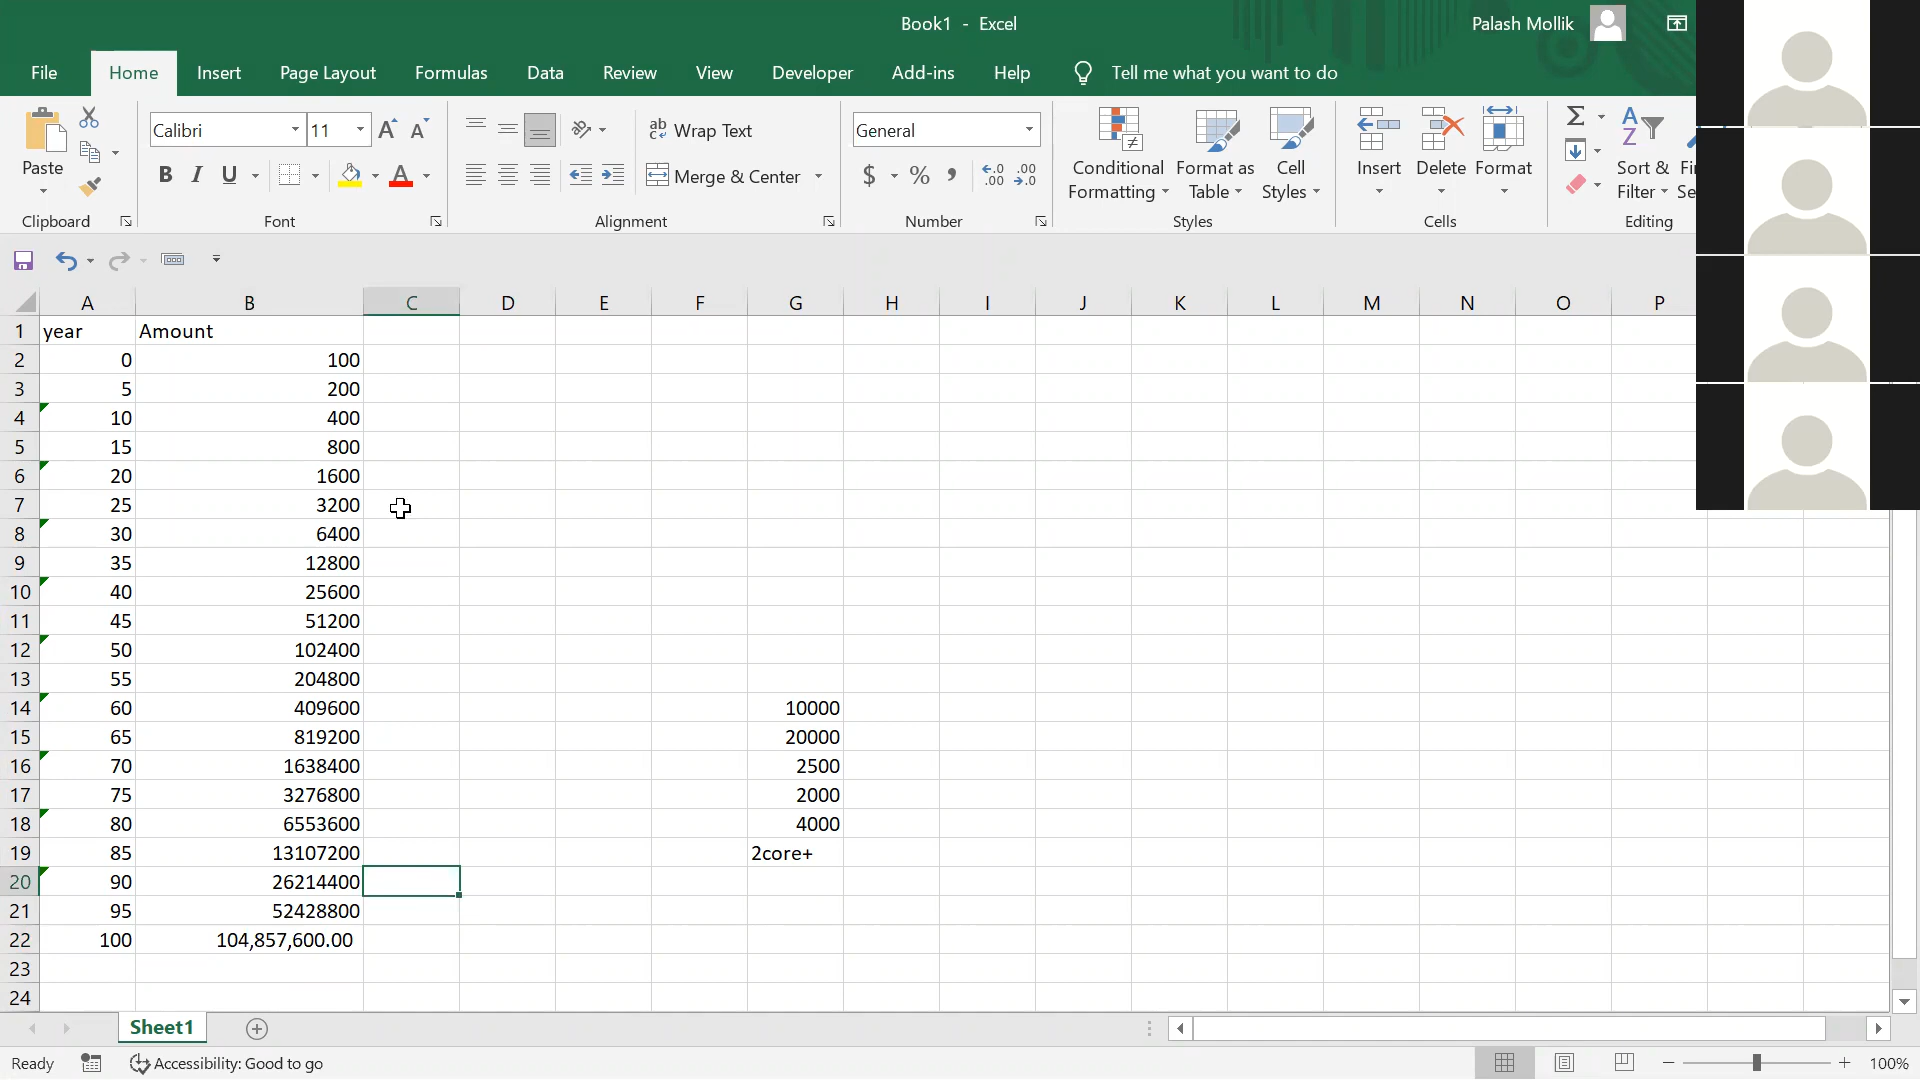 Book1 - Excel
Palash Mollik
File Home Insert Page Layout Formulas Data Review View Developer Add-ins Help Tell me what you want to do
Paste
Clipboard
Calibri 11
B I U
Font
Wrap Text
Merge & Center
Alignment
General
$ % ,
Number
Conditional Formatting
Format as Table
Cell Styles
Styles
Insert
Delete
Format
Cells
Sort & Filter
Editing
A B C D E F G H I J K L M N O P
1 year Amount
2 0 100
3 5 200
4 10 400
5 15 800
6 20 1600
7 25 3200
8 30 6400
9 35 12800
10 40 25600
11 45 51200
12 50 102400
13 55 204800
14 60 409600 10000
15 65 819200 20000
16 70 1638400 2500
17 75 3276800 2000
18 80 6553600 4000
19 85 13107200 2core+
20 90 26214400
21 95 52428800
22 100 104,857,600.00
23
24
Sheet1
Ready Accessibility: Good to go 100%